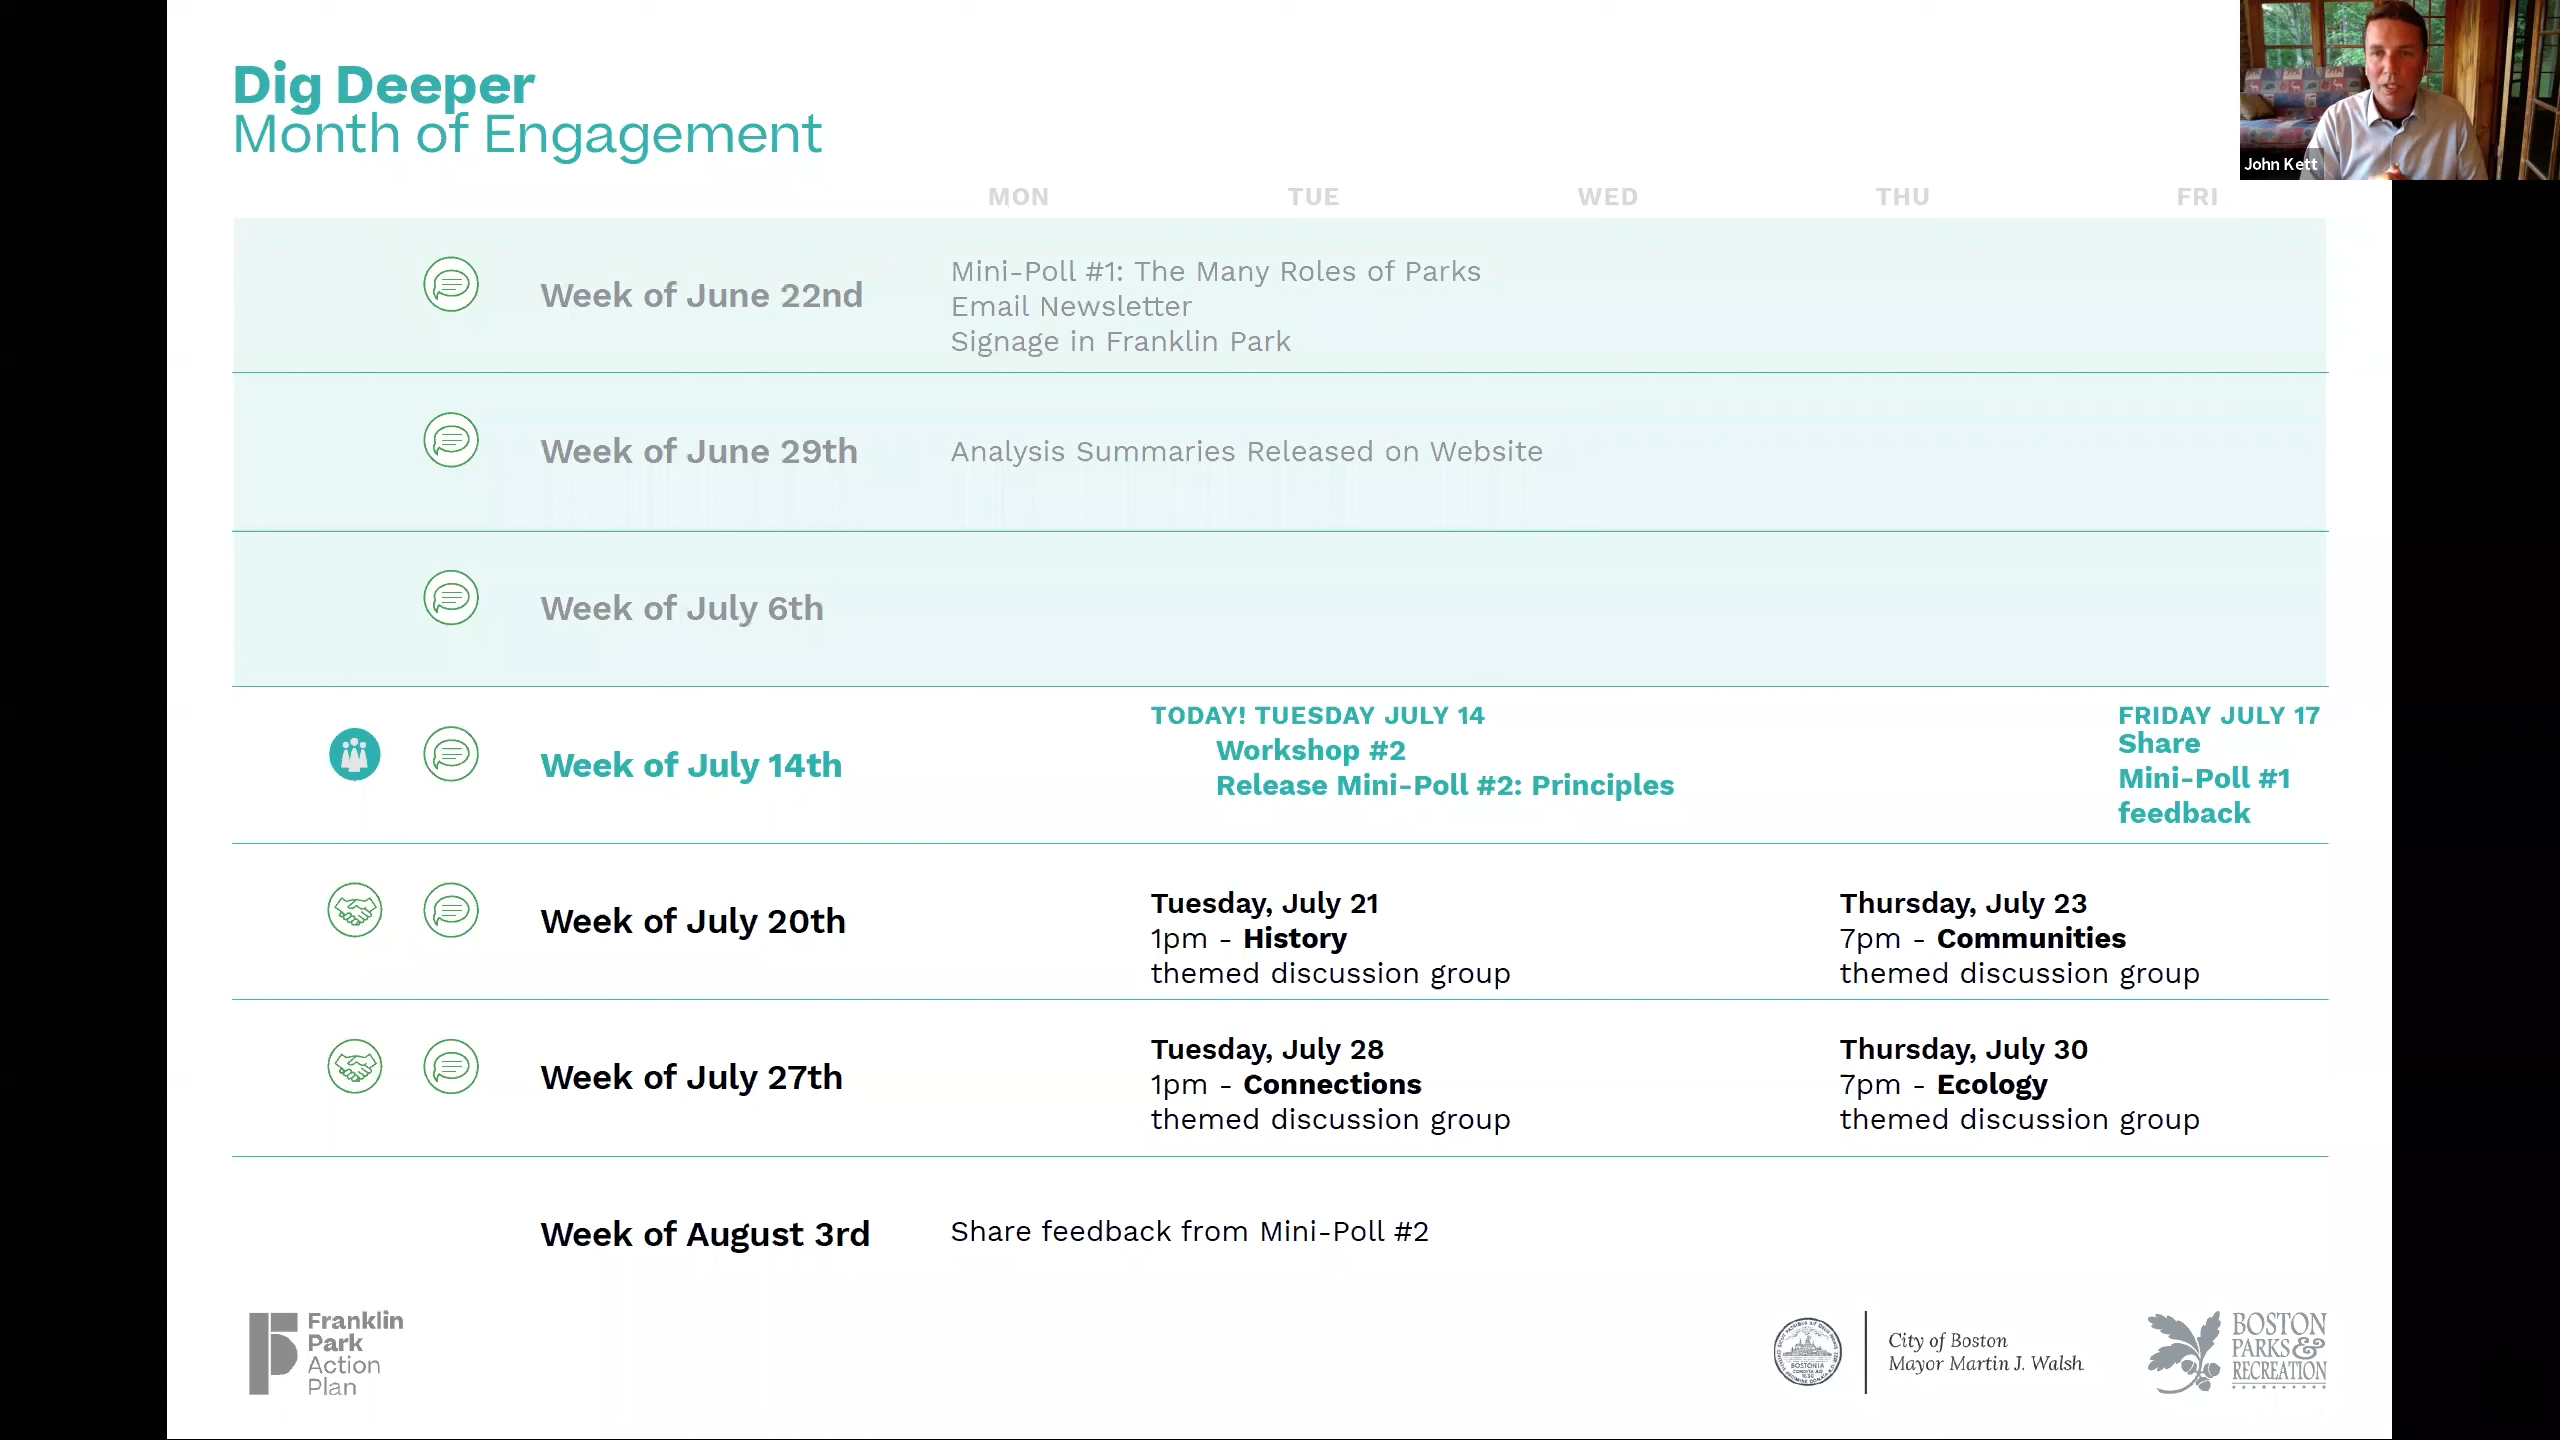 Dig Deeper
Month of Engagement
John Kett
MON TUE WED THU FRI
Week of June 22nd
Mini-Poll #1: The Many Roles of Parks
Email Newsletter
Signage in Franklin Park
Week of June 29th
Analysis Summaries Released on Website
Week of July 6th
Week of July 14th
TODAY! TUESDAY JULY 14
Workshop #2
Release Mini-Poll #2: Principles
FRIDAY JULY 17
Share
Mini-Poll #1
feedback
Week of July 20th
Tuesday, July 21
1pm - History
themed discussion group
Thursday, July 23
7pm - Communities
themed discussion group
Week of July 27th
Tuesday, July 28
1pm - Connections
themed discussion group
Thursday, July 30
7pm - Ecology
themed discussion group
Week of August 3rd
Share feedback from Mini-Poll #2
Franklin
Park
Action
Plan
BOSTONIA
City of Boston
Mayor Martin J. Walsh
BOSTON
PARKS &
RECREATION